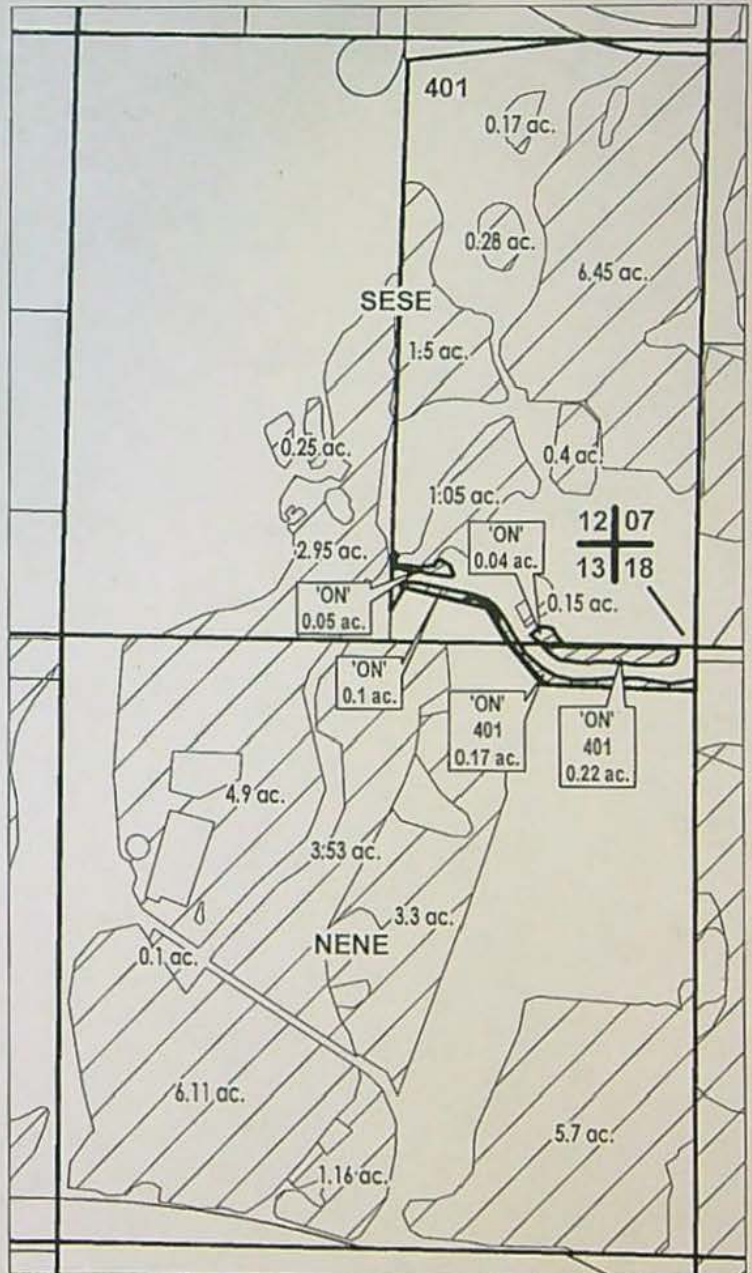 401
0.17 ac.
0.28 ac.
6.45 ac.
SESE
1.5 ac.
0.25 ac.
0.4 ac.
1.05 ac.
12 07
13 18
2.95 ac.
'ON'
0.04 ac.
'ON'
0.05 ac.
0.15 ac.
'ON'
0.1 ac.
'ON'
401
0.17 ac.
'ON'
401
0.22 ac.
4.9 ac.
3.53 ac.
3.3 ac.
NENE
0.1 ac.
6.11 ac.
5.7 ac.
1.16 ac.